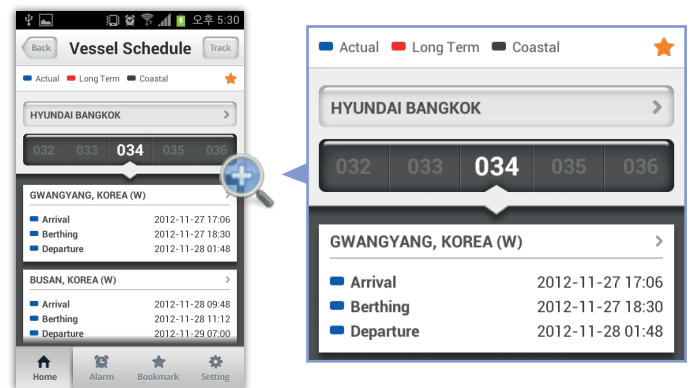 오후 5:30
Back Vessel Schedule Track
Actual Long Term Coastal
HYUNDAI BANGKOK
032 033 034 035 036
GWANGYANG, KOREA (W)
Arrival 2012-11-27 17:06
Berthing 2012-11-27 18:30
Departure 2012-11-28 01:48
BUSAN, KOREA (W)
Arrival 2012-11-28 09:48
Berthing 2012-11-28 11:12
Departure 2012-11-29 07:00
Home Alarm Bookmark Setting
Actual Long Term Coastal
HYUNDAI BANGKOK
032 033 034 035 036
GWANGYANG, KOREA (W)
Arrival 2012-11-27 17:06
Berthing 2012-11-27 18:30
Departure 2012-11-28 01:48